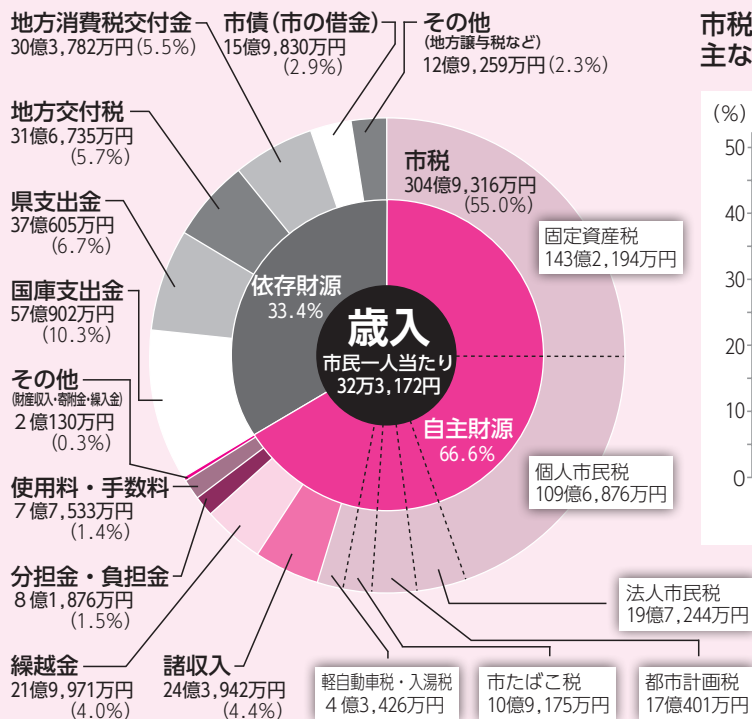 地方消費税交付金
30億3,782万円(5.5%)
市債(市の借金)
15億9,830万円
(2.9%)
その他
(地方譲与税など)
12億9,259万円(2.3%)
地方交付税
31億6,735万円
(5.7%)
県支出金
37億605万円
(6.7%)
国庫支出金
57億902万円
(10.3%)
その他
(財産収入・寄附金・繰入金)
2億130万円
(0.3%)
使用料・手数料
7億7,533万円
(1.4%)
分担金・負担金
8億1,876万円
(1.5%)
繰越金
21億9,971万円
(4.0%)
諸収入
24億3,942万円
(4.4%)
市税
304億9,316万円
(55.0%)
固定資産税
143億2,194万円
個人市民税
109億6,876万円
法人市民税
19億7,244万円
都市計画税
17億401万円
市たばこ税
10億9,175万円
軽自動車税・入湯税
4億3,426万円
依存財源
33.4%
歳入
市民一人当たり
32万3,172円
自主財源
66.6%
市税
主な
(%)
50
40
30
20
10
0